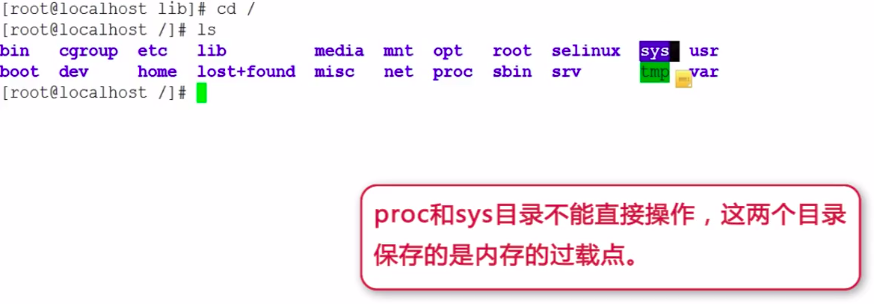 [root@localhost lib]# cd /
[root@localhost /]# ls
bin cgroup etc lib media mnt opt root selinux sys usr
boot dev home lost+found misc net proc sbin srv tmp var
[root@localhost /]#
proc和sys目录不能直接操作，这两个目录
保存的是内存的过载点。